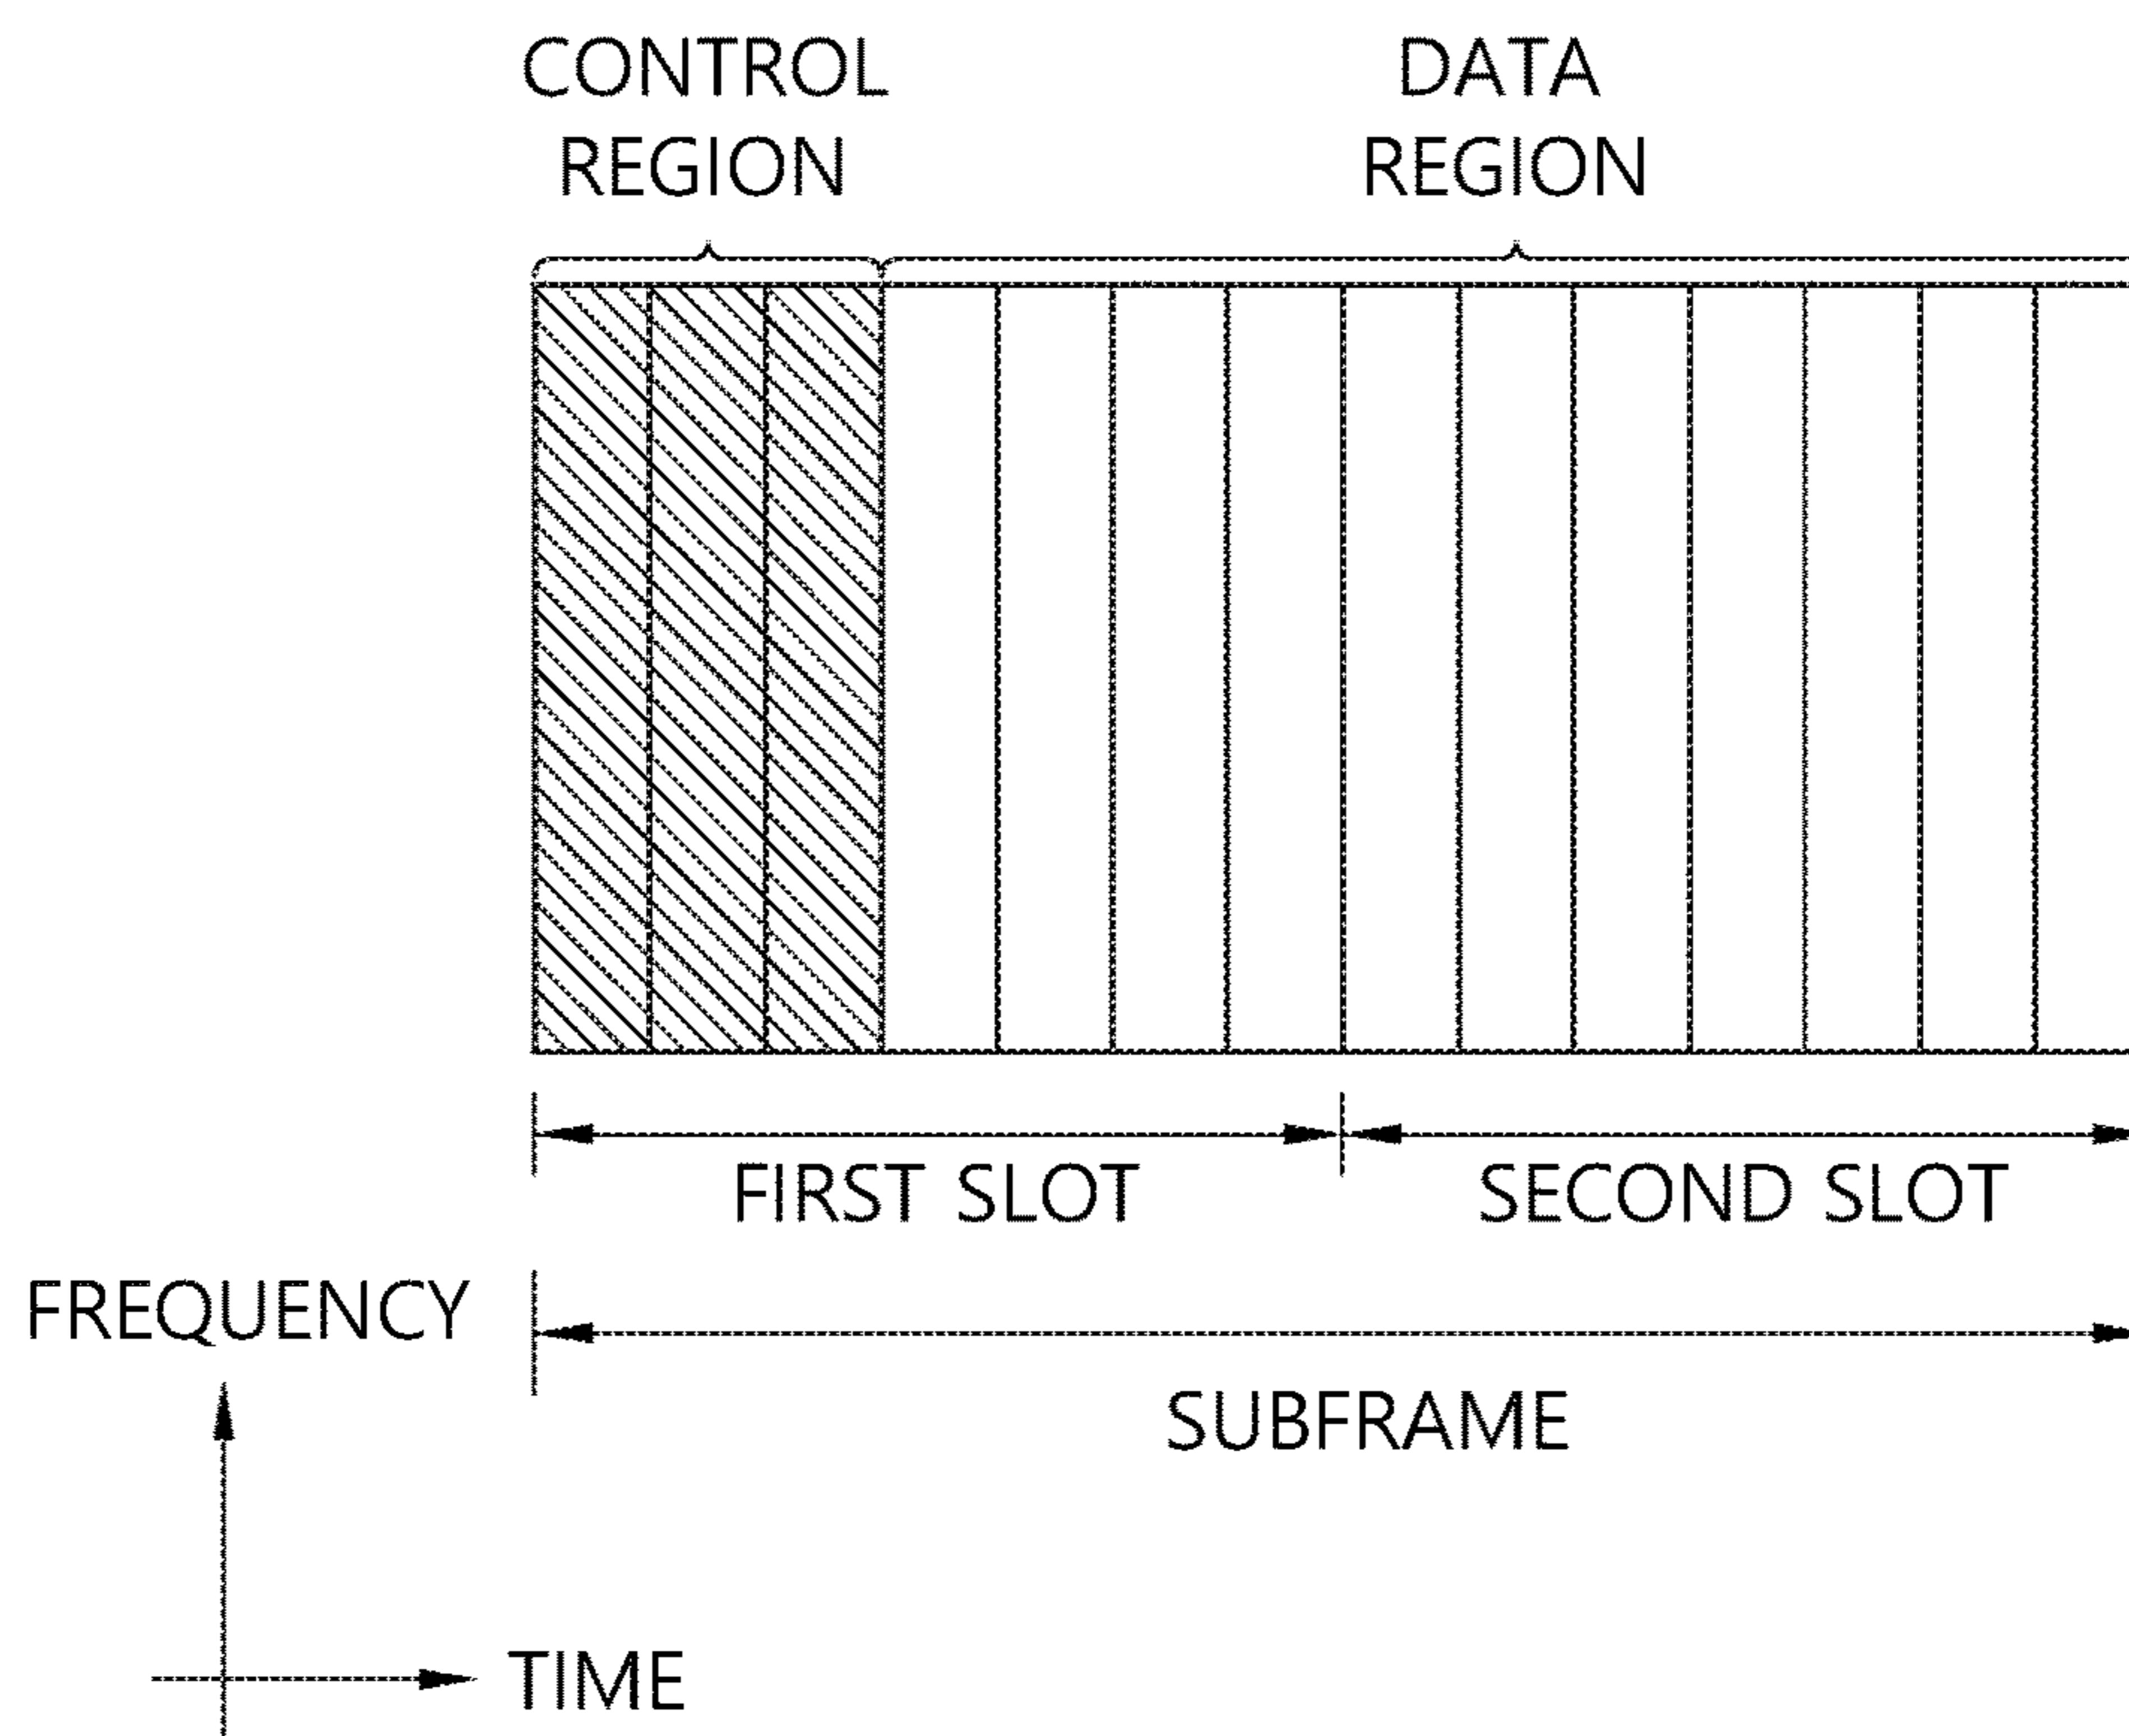 CONTROL
REGION
DATA
REGION
FIRST SLOT
SECOND SLOT
FREQUENCY
SUBFRAME
TIME